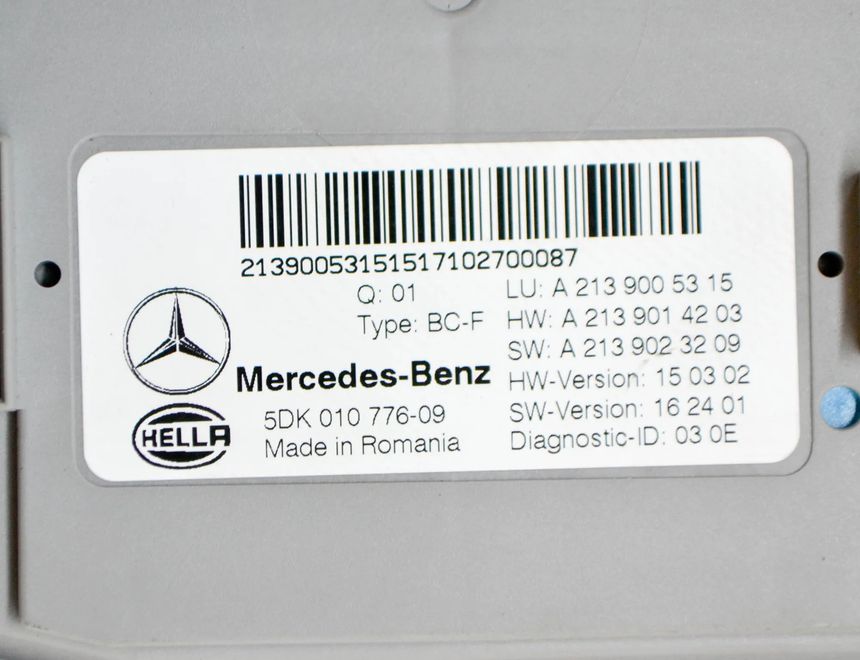 213900531515171027000087
Q: 01
Type: BC-F
Mercedes-Benz
HELLA
5DK 010 776-09
Made in Romania
LU: A 213 900 53 15
HW: A 213 901 42 03
SW: A 213 902 32 09
HW-Version: 15 03 02
SW-Version: 16 24 01
Diagnostic-ID: 03 0E